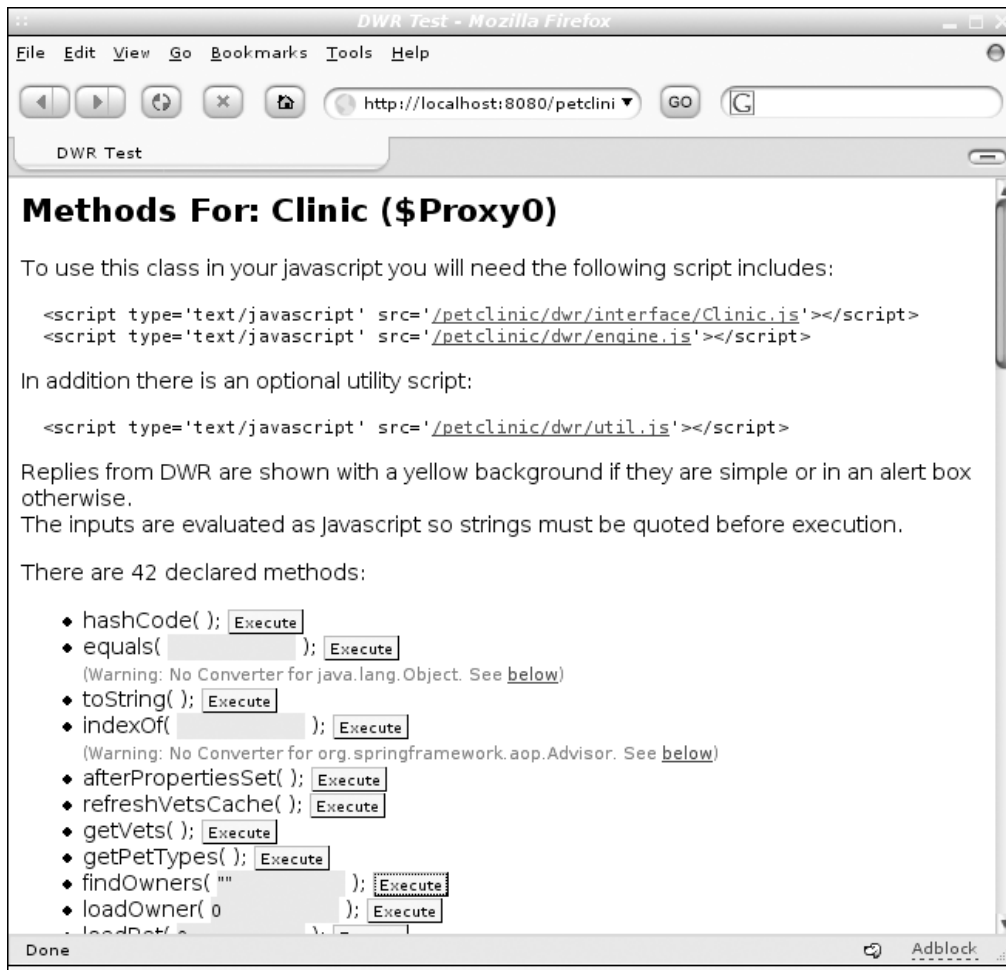 DWR Test - Mozilla Firefox
File Edit View Go Bookmarks Tools Help
http://localhost:8080/petclini GO G
DWR Test
Methods For: Clinic ($Proxy0)
To use this class in your javascript you will need the following script includes:
<script type='text/javascript' src='/petclinic/dwr/interface/Clinic.js'></script>
<script type='text/javascript' src='/petclinic/dwr/engine.js'></script>
In addition there is an optional utility script:
<script type='text/javascript' src='/petclinic/dwr/util.js'></script>
Replies from DWR are shown with a yellow background if they are simple or in an alert box
otherwise.
The inputs are evaluated as Javascript so strings must be quoted before execution.
There are 42 declared methods:
• hashCode( ); Execute
• equals( ); Execute
(Warning: No Converter for java.lang.Object. See below)
• toString( ); Execute
• indexOf( ); Execute
(Warning: No Converter for org.springframework.aop.Advisor. See below)
• afterPropertiesSet( ); Execute
• refreshVetsCache( ); Execute
• getVets( ); Execute
• getPetTypes( ); Execute
• findOwners( "" ); Execute
• loadOwner( 0 ); Execute
Done Adblock